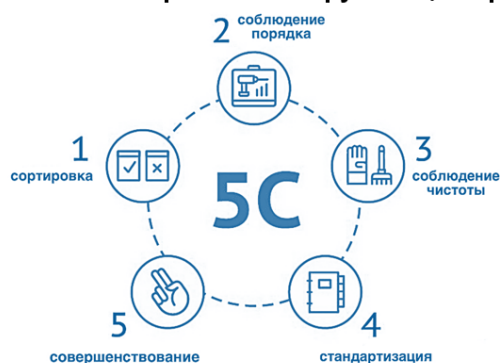 2 соблюдение
порядка
1
сортировка
5С
3
соблюдение
чистоты
5
совершенствование
4
стандартизация